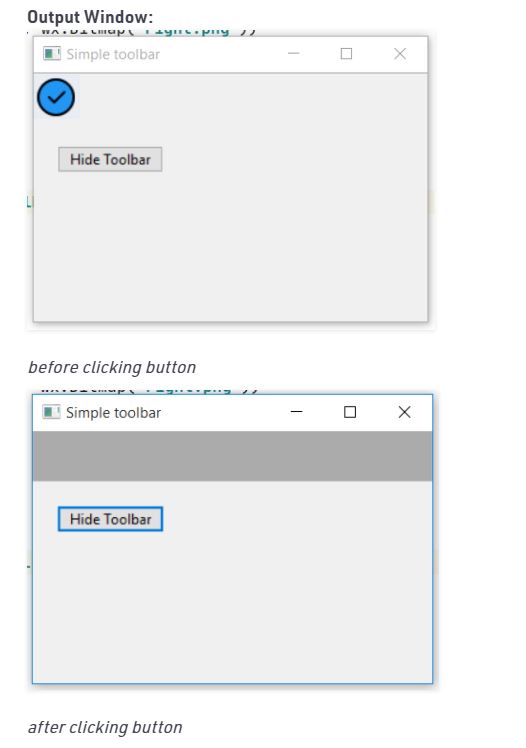 Output Window:
wx.Bitmap('right.png'))
Simple toolbar
Hide Toolbar
before clicking button
wx.Bitmap('right.png'))
Simple toolbar
Hide Toolbar
after clicking button